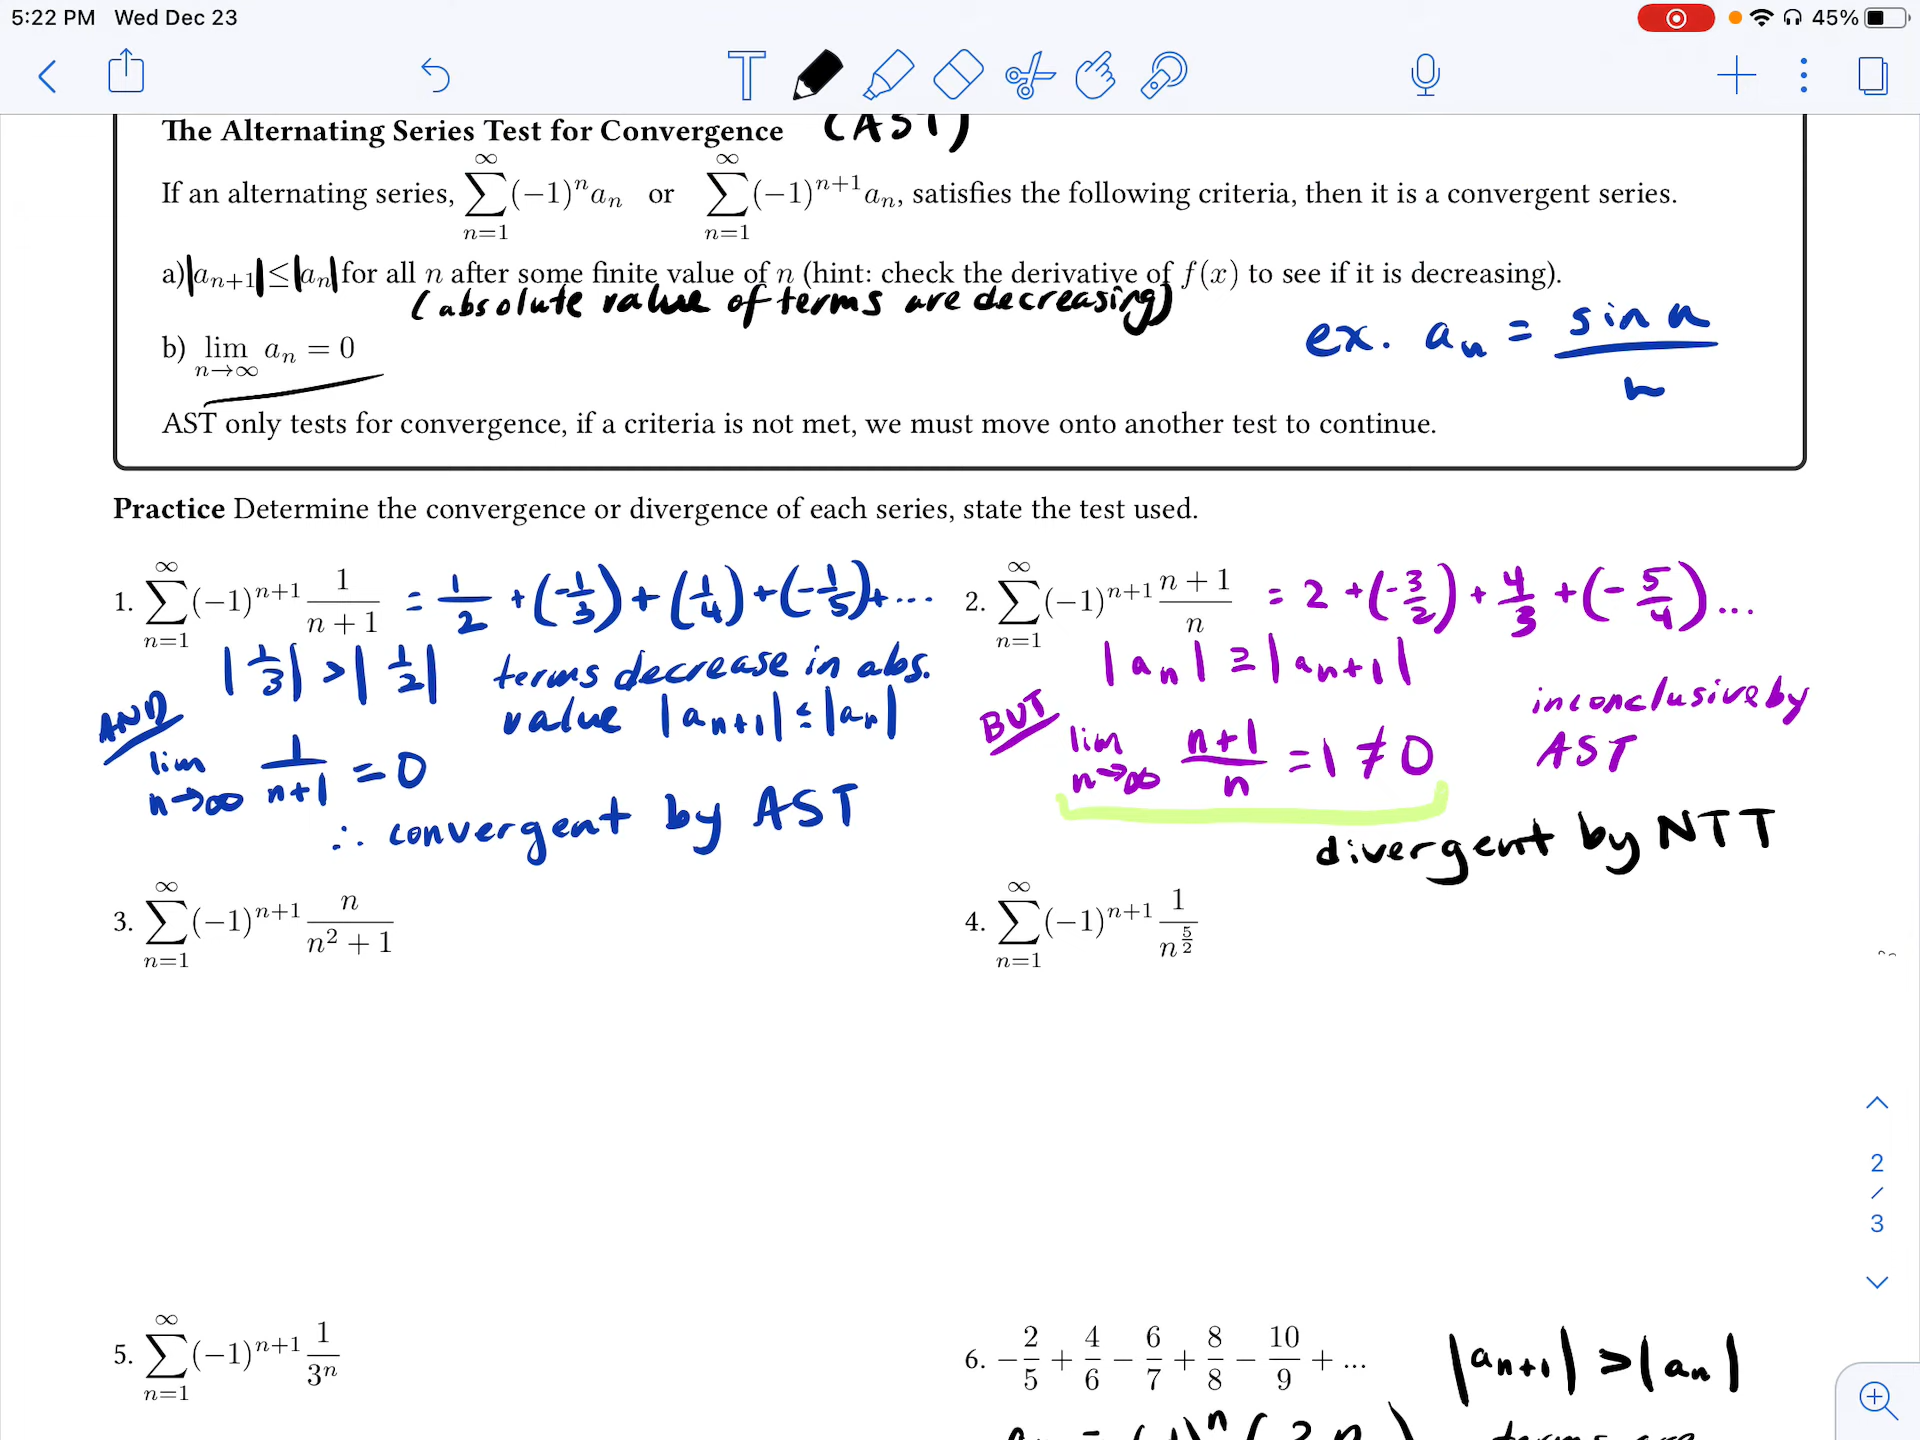 5:22 PM Wed Dec 23 45%
The Alternating Series Test for Convergence (AST)
If an alternating series, ∑_{n=1}^{∞} (−1)^n a_n or ∑_{n=1}^{∞} (−1)^{n+1} a_n, satisfies the following criteria, then it is a convergent series.
a) |a_{n+1}| ≤ |a_n| for all n after some finite value of n (hint: check the derivative of f(x) to see if it is decreasing).
(absolute value of terms are decreasing)
b) lim_{n→∞} a_n = 0
ex. a_n = sin n / n
AST only tests for convergence, if a criteria is not met, we must move onto another test to continue.
Practice Determine the convergence or divergence of each series, state the test used.
1. ∑_{n=1}^{∞} (−1)^{n+1} 1/(n + 1) = 1/2 + (−1/3) + (1/4) + (−1/5) + ...
|1/3| > |1/2| terms decrease in abs.
value |a_{n+1}| ≤ |a_n|
AND
lim_{n→∞} 1/(n+1) = 0
∴ convergent by AST
2. ∑_{n=1}^{∞} (−1)^{n+1} (n + 1)/n = 2 + (−3/2) + 4/3 + (−5/4) ...
|a_n| ≥ |a_{n+1}|
BUT
lim_{n→∞} (n+1)/n = 1 ≠ 0
inconclusive by
AST
divergent by NTT
3. ∑_{n=1}^{∞} (−1)^{n+1} n/(n² + 1)
4. ∑_{n=1}^{∞} (−1)^{n+1} 1/n^{5/2}
2
/
3
5. ∑_{n=1}^{∞} (−1)^{n+1} 1/3^n
6. −2/5 + 4/6 − 6/7 + 8/8 − 10/9 + ... |a_{n+1}| > |a_n|